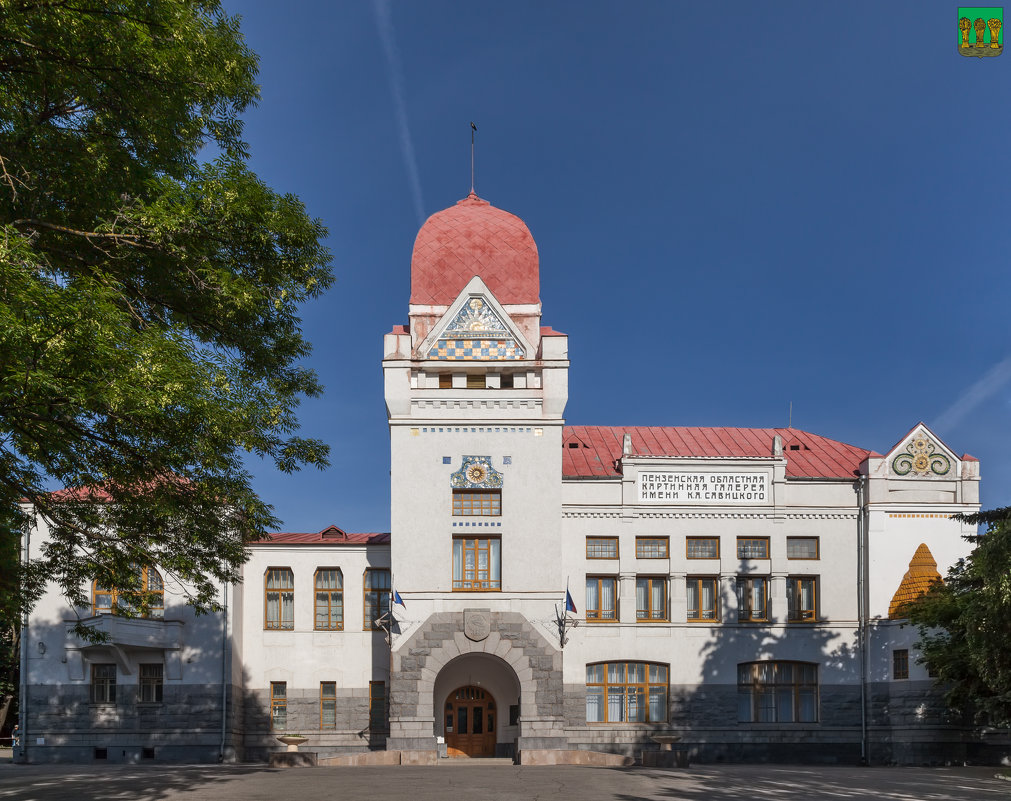 ПЕНЗЕНСКАЯ ОБЛАСТНАЯ
КАРТИННАЯ ГАЛЕРЕЯ
ИМЕНИ К.А. САВИЦКОГО